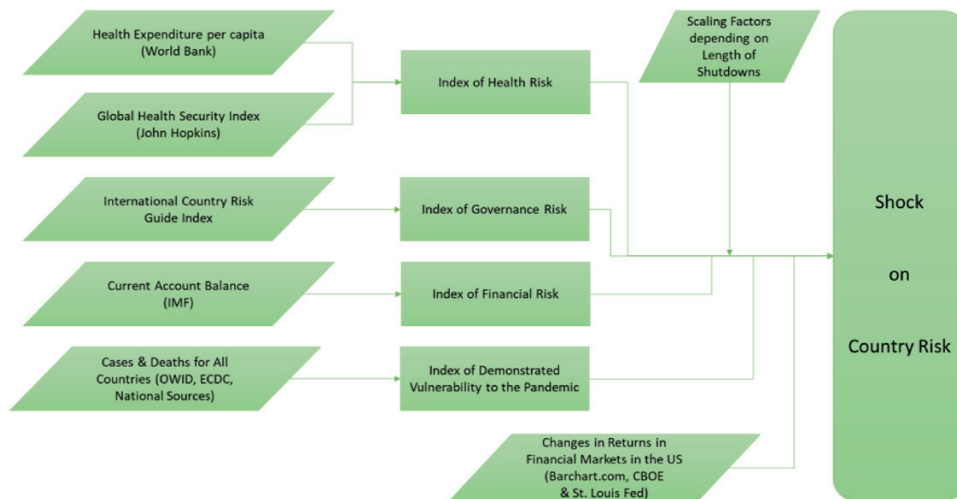 Health Expenditure per capita
(World Bank)
Global Health Security Index
(John Hopkins)
International Country Risk
Guide Index
Current Account Balance
(IMF)
Cases & Deaths for All
Countries (OWID, ECDC,
National Sources)
Index of Health Risk
Index of Governance Risk
Index of Financial Risk
Index of Demonstrated
Vulnerability to the Pandemic
Scaling Factors
depending on
Length of
Shutdowns
Changes in Returns in
Financial Markets in the US
(Barchart.com, CBOE
& St. Louis Fed)
Shock
on
Country Risk